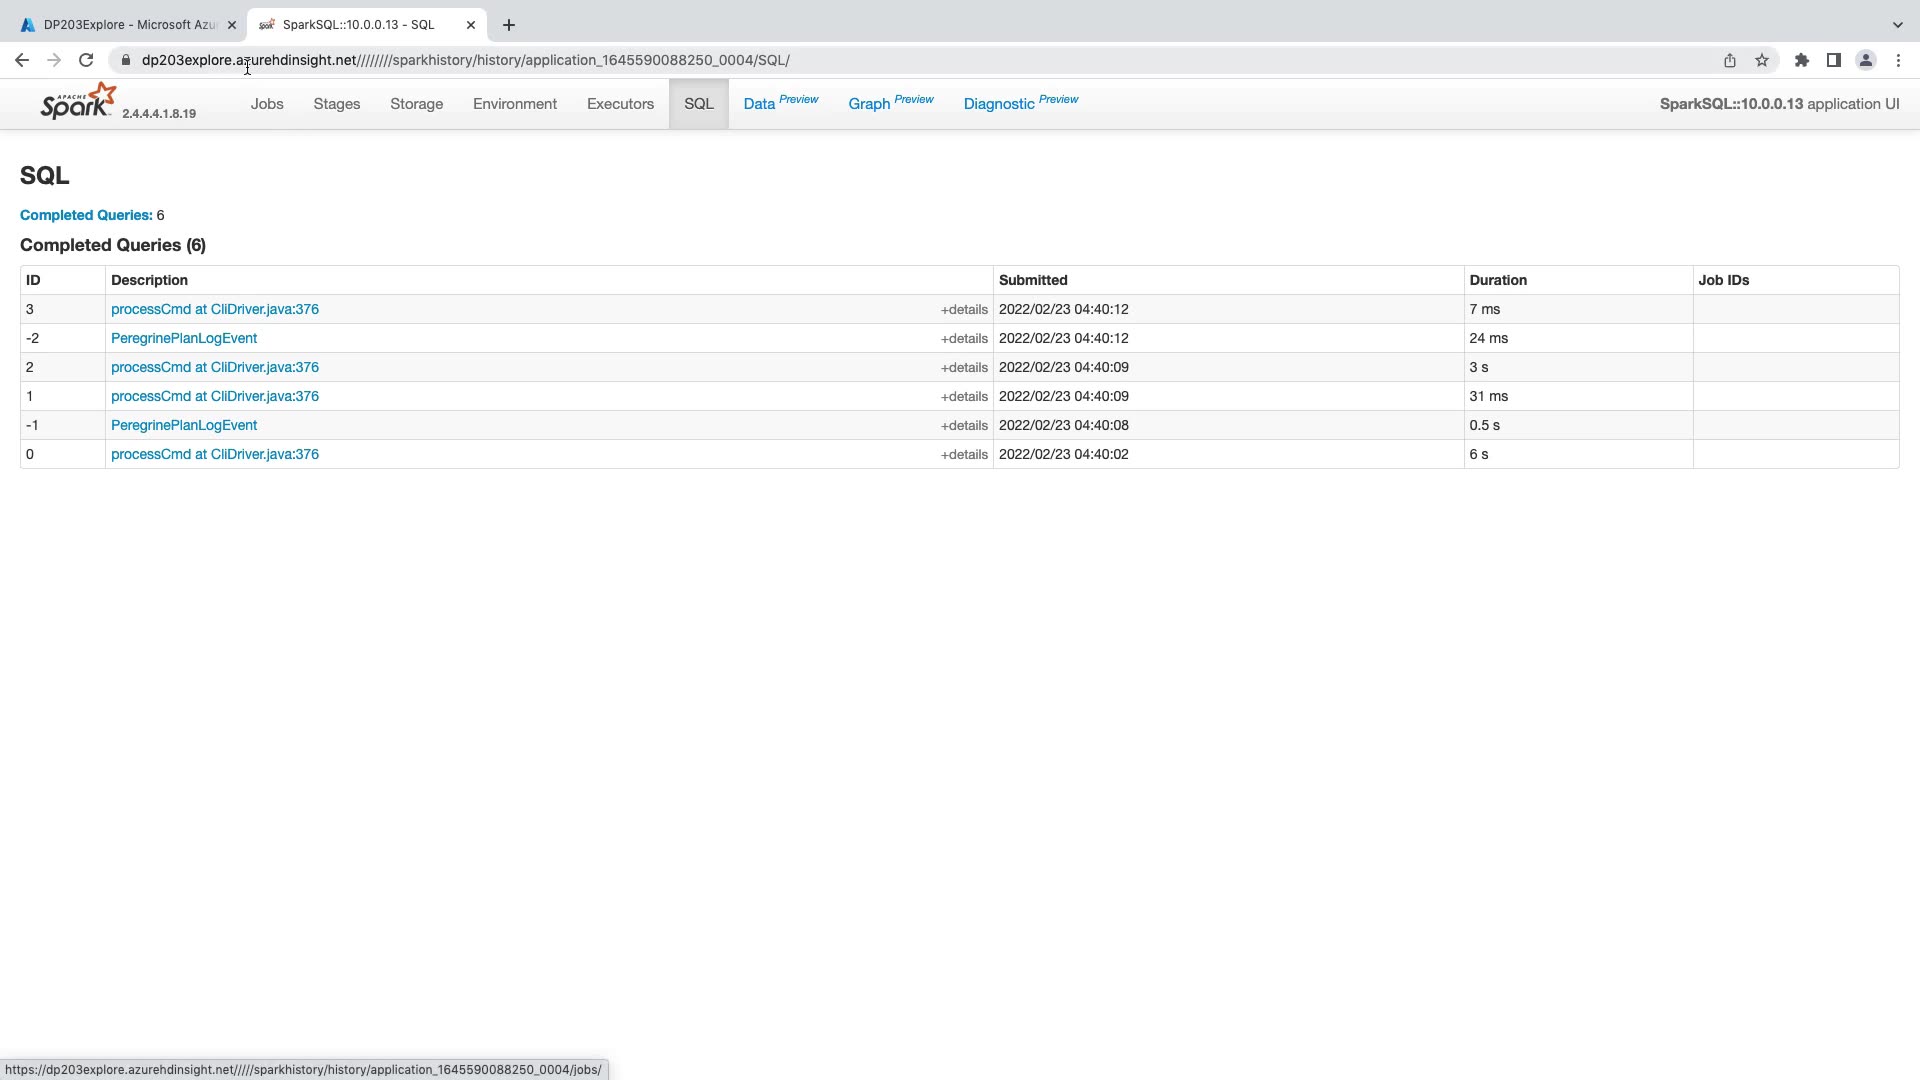 DP203Explore - Microsoft Azu
SparkSQL::10.0.0.13 - SQL
dp203explore.azurehdinsight.net////////sparkhistory/history/application_1645590088250_0004/SQL/
APACHE Spark 2.4.4.4.1.8.19 Jobs Stages Storage Environment Executors SQL Data Preview Graph Preview Diagnostic Preview SparkSQL::10.0.0.13 application UI
SQL
Completed Queries: 6
Completed Queries (6)
ID Description Submitted Duration Job IDs
3 processCmd at CliDriver.java:376 +details 2022/02/23 04:40:12 7 ms
-2 PeregrinePlanLogEvent +details 2022/02/23 04:40:12 24 ms
2 processCmd at CliDriver.java:376 +details 2022/02/23 04:40:09 3 s
1 processCmd at CliDriver.java:376 +details 2022/02/23 04:40:09 31 ms
-1 PeregrinePlanLogEvent +details 2022/02/23 04:40:08 0.5 s
0 processCmd at CliDriver.java:376 +details 2022/02/23 04:40:02 6 s
https://dp203explore.azurehdinsight.net/////sparkhistory/history/application_1645590088250_0004/jobs/